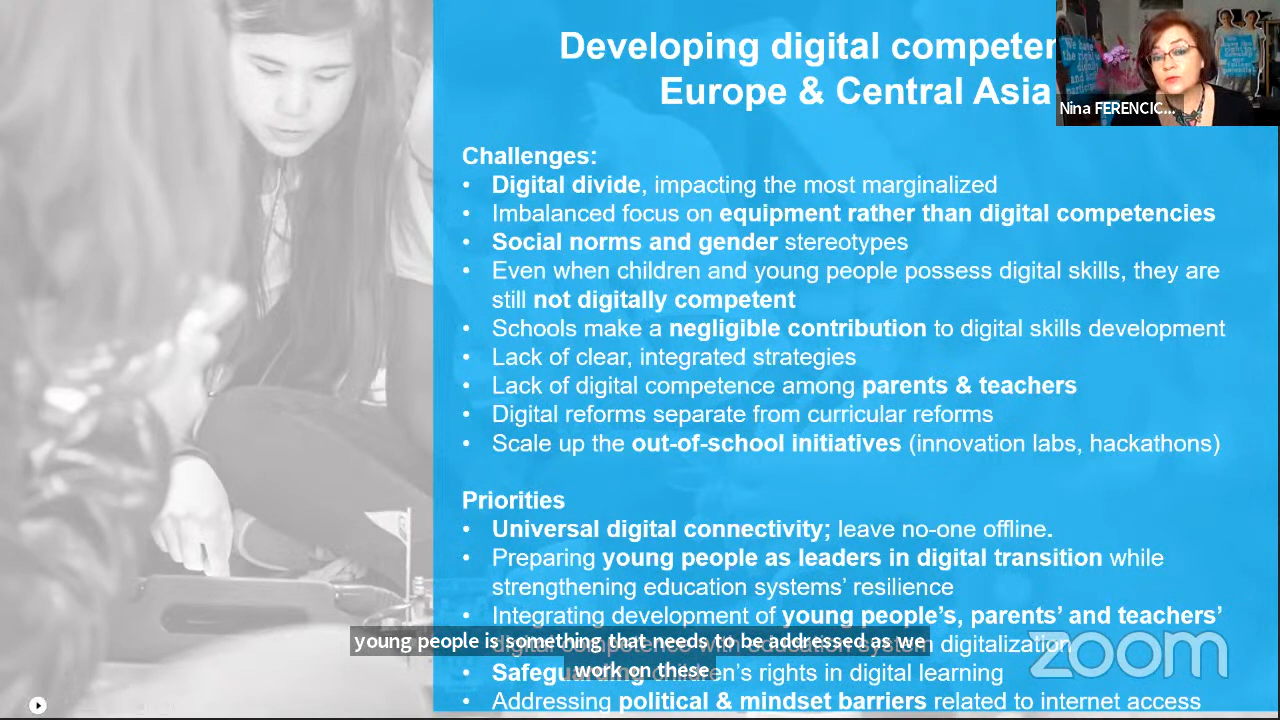 Developing digital competen
Europe & Central Asia
Nina FERENCIC...
Challenges:
• Digital divide, impacting the most marginalized
• Imbalanced focus on equipment rather than digital competencies
• Social norms and gender stereotypes
• Even when children and young people possess digital skills, they are
still not digitally competent
• Schools make a negligible contribution to digital skills development
• Lack of clear, integrated strategies
• Lack of digital competence among parents & teachers
• Digital reforms separate from curricular reforms
• Scale up the out-of-school initiatives (innovation labs, hackathons)
Priorities
• Universal digital connectivity; leave no-one offline.
• Preparing young people as leaders in digital transition while
strengthening education systems' resilience
• Integrating development of young people's, parents' and teachers'
digital competence with education system digitalization
young people is something that needs to be addressed as we
work on these
• Safeguarding children's rights in digital learning
• Addressing political & mindset barriers related to internet access
zoom